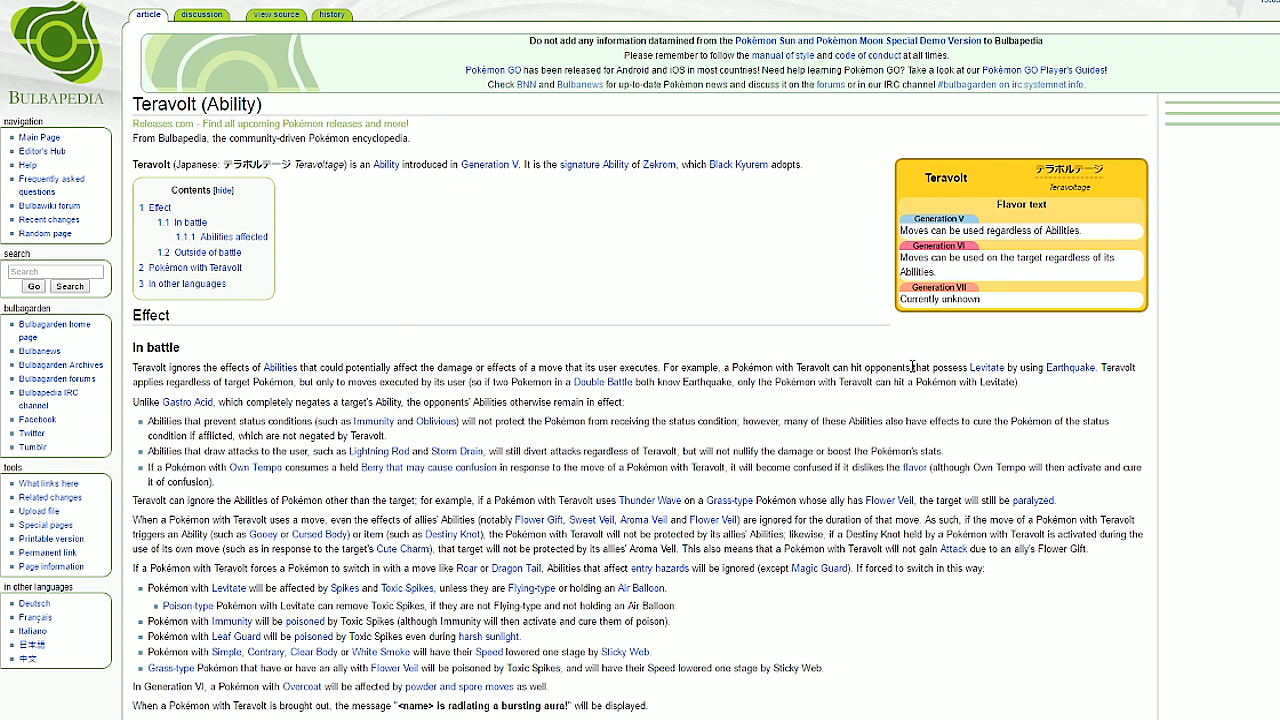 article
discussion
view source
history
Do not add any information datamined from the Pokémon Sun and Pokémon Moon Special Demo Version to Bulbapedia
Please remember to follow the manual of style and code of conduct at all times.
Pokémon GO has been released for Android and iOS in most countries! Need help learning Pokémon GO? Take a look at our Pokémon GO Player's Guides!
Check BNN and Bulbanews for up-to-date Pokémon news and discuss it on the forums or in our IRC channel #bulbagarden on irc.systemnet.info.
BULBAPEDIA
navigation
Main Page
Editor's Hub
Help
Frequently asked
questions
Bulbawiki forum
Recent changes
Random page
search
Search
Go
Search
bulbagarden
Bulbagarden home
page
Bulbanews
Bulbagarden Archives
Bulbagarden forums
Bulbapedia IRC
channel
Facebook
Twitter
Tumblr
tools
What links here
Related changes
Upload file
Special pages
Printable version
Permanent link
Page information
in other languages
Deutsch
Français
Italiano
日本語
中文
Teravolt (Ability)
Releases.com - Find all upcoming Pokémon releases and more!
From Bulbapedia, the community-driven Pokémon encyclopedia.
Teravolt (Japanese: テラボルテージ Teravoltage) is an Ability introduced in Generation V. It is the signature Ability of Zekrom, which Black Kyurem adopts.
Contents [hide]
1 Effect
1.1 In battle
1.1.1 Abilities affected
1.2 Outside of battle
2 Pokémon with Teravolt
3 In other languages
Teravolt
テラボルテージ
Teravoltage
Flavor text
Generation V
Moves can be used regardless of Abilities.
Generation VI
Moves can be used on the target regardless of its
Abilities.
Generation VII
Currently unknown
Effect
In battle
Teravolt ignores the effects of Abilities that could potentially affect the damage or effects of a move that its user executes. For example, a Pokémon with Teravolt can hit opponents that possess Levitate by using Earthquake. Teravolt
applies regardless of target Pokémon, but only to moves executed by its user (so if two Pokemon in a Double Battle both know Earthquake, only the Pokémon with Teravolt can hit a Pokémon with Levitate).
Unlike Gastro Acid, which completely negates a target's Ability, the opponents' Abilities otherwise remain in effect:
Abilities that prevent status conditions (such as Immunity and Oblivious) will not protect the Pokémon from receiving the status condition; however, many of these Abilities also have effects to cure the Pokémon of the status
condition if afflicted, which are not negated by Teravolt.
Abilities that draw attacks to the user, such as Lightning Rod and Storm Drain, will still divert attacks regardless of Teravolt, but will not nullify the damage or boost the Pokémon's stats.
If a Pokémon with Own Tempo consumes a held Berry that may cause confusion in response to the move of a Pokémon with Teravolt, it will become confused if it dislikes the flavor (although Own Tempo will then activate and cure
it of confusion).
Teravolt can ignore the Abilities of Pokémon other than the target; for example, if a Pokémon with Teravolt uses Thunder Wave on a Grass-type Pokémon whose ally has Flower Veil, the target will still be paralyzed.
When a Pokémon with Teravolt uses a move, even the effects of allies' Abilities (notably Flower Gift, Sweet Veil, Aroma Veil and Flower Veil) are ignored for the duration of that move. As such, if the move of a Pokémon with Teravolt
triggers an Ability (such as Gooey or Cursed Body) or item (such as Destiny Knot), the Pokémon with Teravolt will not be protected by its allies' Abilities; likewise, if a Destiny Knot held by a Pokémon with Teravolt is activated during the
use of its own move (such as in response to the target's Cute Charm), that target will not be protected by its allies' Aroma Veil. This also means that a Pokémon with Teravolt will not gain Attack due to an ally's Flower Gift.
If a Pokémon with Teravolt forces a Pokémon to switch in with a move like Roar or Dragon Tail, Abilities that affect entry hazards will be ignored (except Magic Guard). If forced to switch in this way:
Pokémon with Levitate will be affected by Spikes and Toxic Spikes, unless they are Flying-type or holding an Air Balloon.
Poison-type Pokémon with Levitate can remove Toxic Spikes, if they are not Flying-type and not holding an Air Balloon.
Pokémon with Immunity will be poisoned by Toxic Spikes (although Immunity will then activate and cure them of poison).
Pokémon with Leaf Guard will be poisoned by Toxic Spikes even during harsh sunlight.
Pokémon with Simple, Contrary, Clear Body or White Smoke will have their Speed lowered one stage by Sticky Web.
Grass-type Pokémon that have or have an ally with Flower Veil will be poisoned by Toxic Spikes, and will have their Speed lowered one stage by Sticky Web.
In Generation VI, a Pokémon with Overcoat will be affected by powder and spore moves as well.
When a Pokémon with Teravolt is brought out, the message "<name> is radiating a bursting aura!" will be displayed.